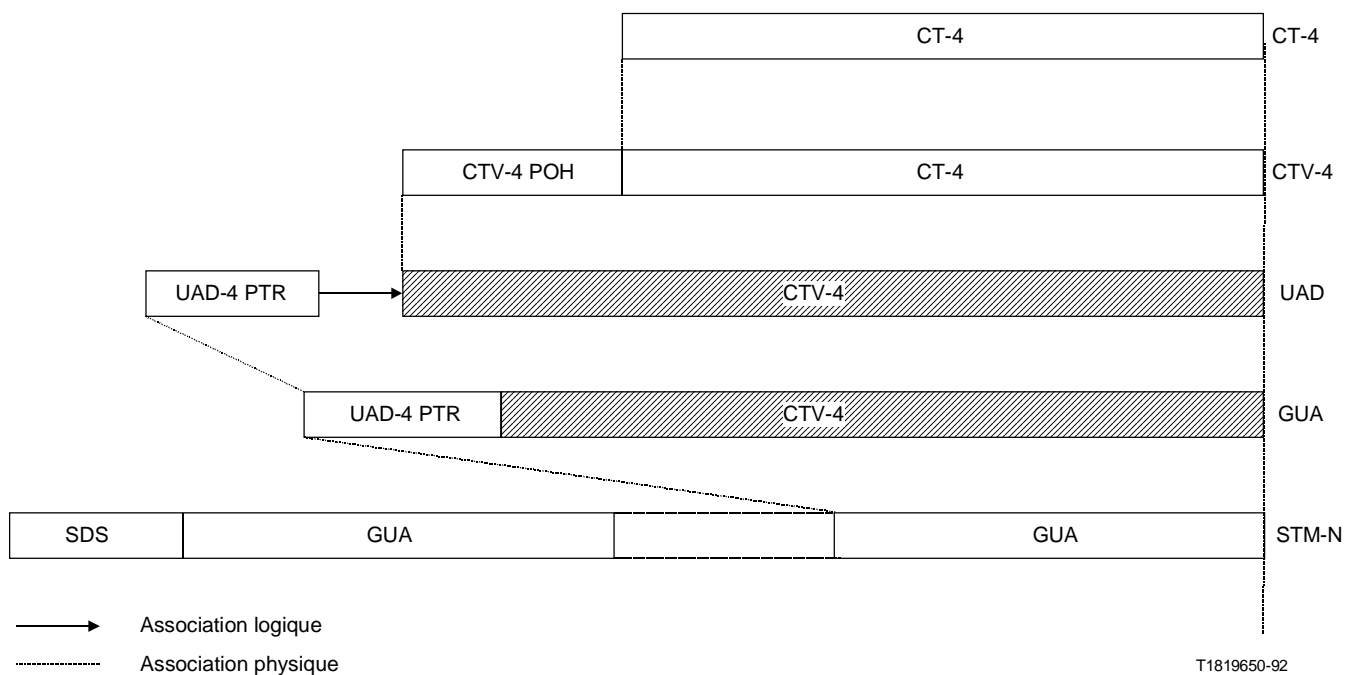 CT-4 CT-4
CTV-4 POH CT-4 CTV-4
UAD-4 PTR CTV-4 UAD
UAD-4 PTR CTV-4 GUA
SDS GUA GUA STM-N
Association logique
Association physique
T1819650-92